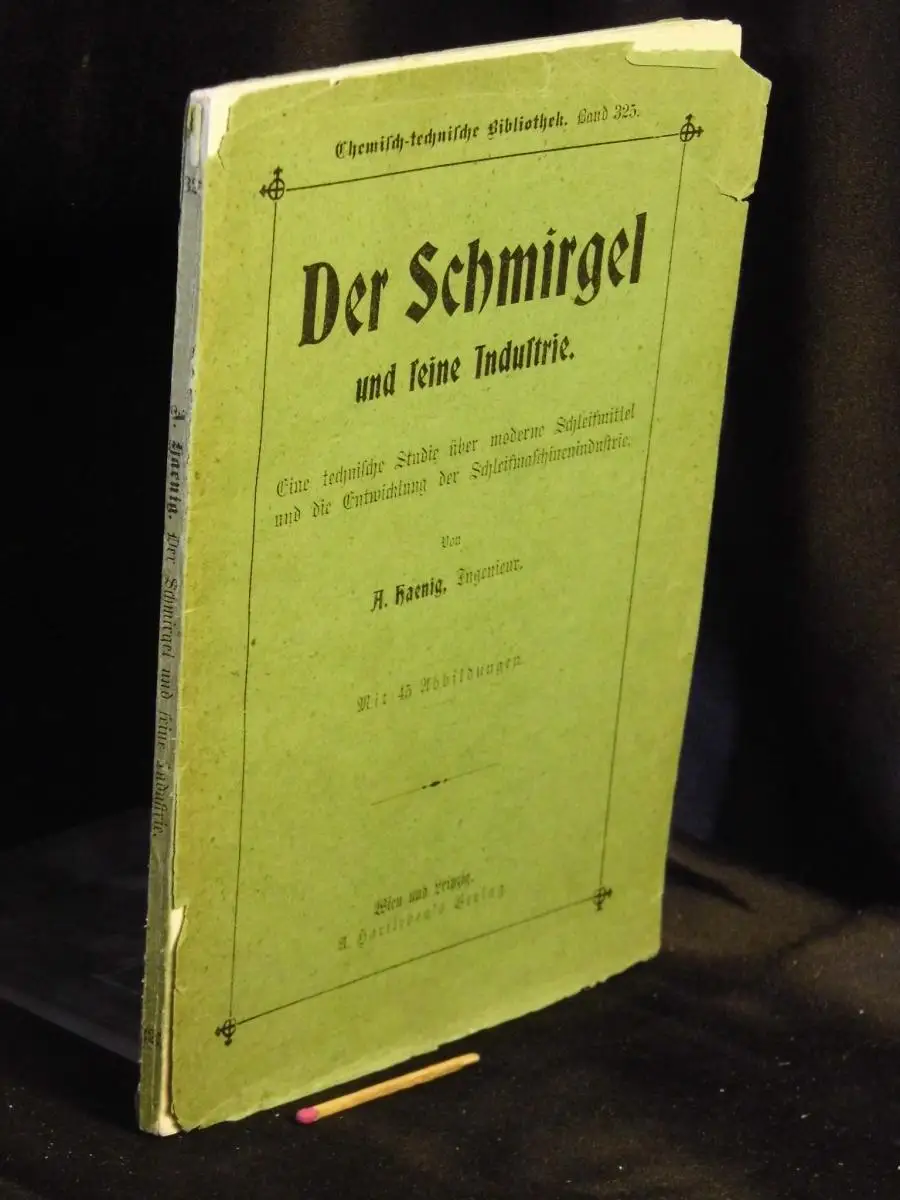 Chemisch-technische Bibliothek. Band 325.
Der Schmirgel
und seine Industrie.
Eine technische Studie über moderne Schleifmittel
und die Entwicklung der Schleifmaschinenindustrie.
Von
A. Haenig, Ingenieur.
Mit 45 Abbildungen
Wien und Leipzig.
A. Hartleben's Verlag
A. Haenig. Der Schmirgel und seine Industrie.